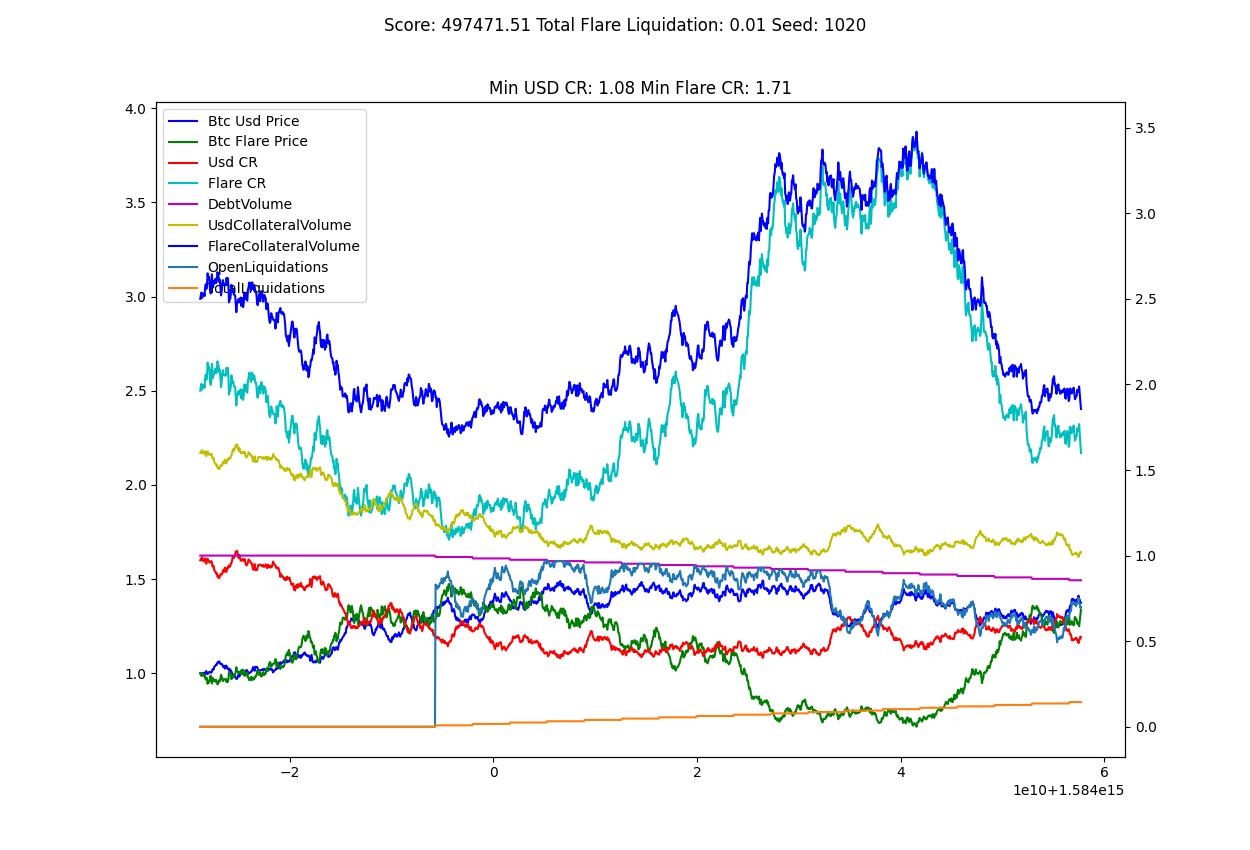 Score: 497471.51 Total Flare Liquidation: 0.01 Seed: 1020
Min USD CR: 1.08 Min Flare CR: 1.71
4.0
3.5
3.0
2.5
2.0
1.5
1.0
Btc Usd Price
Btc Flare Price
Usd CR
Flare CR
DebtVolume
UsdCollateralVolume
FlareCollateralVolume
OpenLiquidations
TotalLiquidations
3.5
3.0
2.5
2.0
1.5
1.0
0.5
0.0
−2 0 2 4 6
1e10+1.584e15